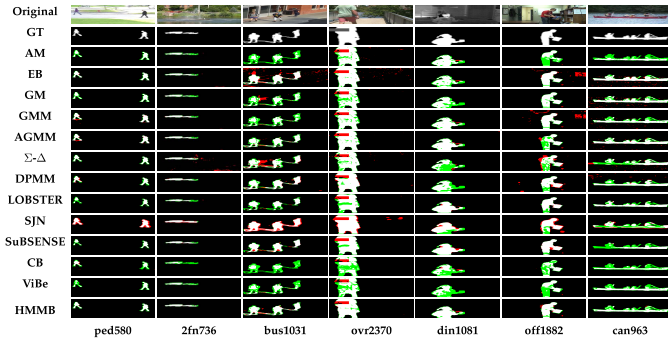 Original
GT
AM
EB
GM
GMM
AGMM
Σ-Δ
DPMM
LOBSTER
SJN
SuBSENSE
CB
ViBe
HMMB
ped580 2fn736 bus1031 ovr2370 din1081 off1882 can963